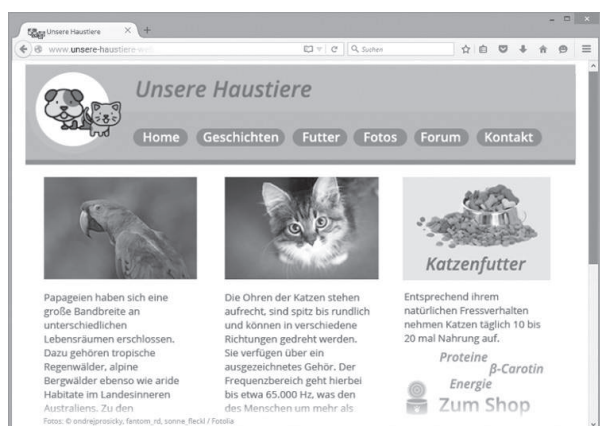 Unsere Haustiere
www.unsere-haustiere
Suchen
Unsere Haustiere
Home Geschichten Futter Fotos Forum Kontakt
Papageien haben sich eine
große Bandbreite an
unterschiedlichen
Lebensräumen erschlossen.
Dazu gehören tropische
Regenwälder, alpine
Bergwälder ebenso wie aride
Habitate im Landesinneren
Australiens. Zu den
Die Ohren der Katzen stehen
aufrecht, sind spitz bis rundlich
und können in verschiedene
Richtungen gedreht werden.
Sie verfügen über ein
ausgezeichnetes Gehör. Der
Frequenzbereich geht hierbei
bis etwa 65.000 Hz, was den
des Menschen um mehr als
Katzenfutter
Entsprechend ihrem
natürlichen Fressverhalten
nehmen Katzen täglich 10 bis
20 mal Nahrung auf.
Proteine
β-Carotin
Energie
Zum Shop
Fotos: © ondrejprosicky, fantom_rd, sonne_fleckl / Fotolia